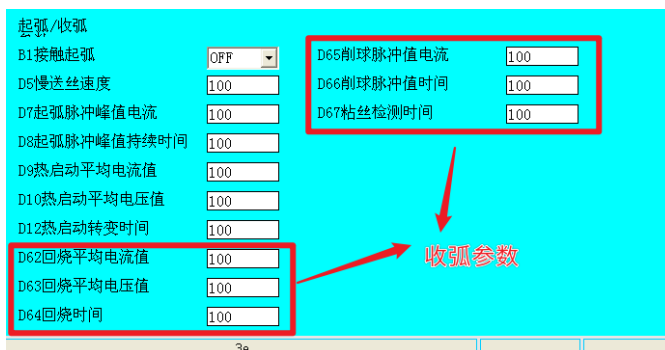 起弧/收弧
B1接触起弧 OFF D65削球脉冲值电流 100
D5慢送丝速度 100 D66削球脉冲值时间 100
D7起弧脉冲峰值电流 100 D67粘丝检测时间 100
D8起弧脉冲峰值持续时间 100
D9热启动平均电流值 100
D10热启动平均电压值 100
D12热启动转变时间 100
D62回烧平均电流值 100 收弧参数
D63回烧平均电压值 100
D64回烧时间 100